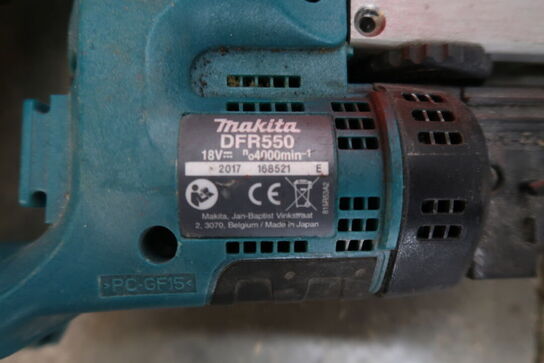 makita
DFR550
18V⎓ n₀4000min⁻¹
2017 168521 E
CE
Makita, Jan-Baptist Vinkstraat
2, 3070, Belgium / Made in Japan
>PC-GF15<